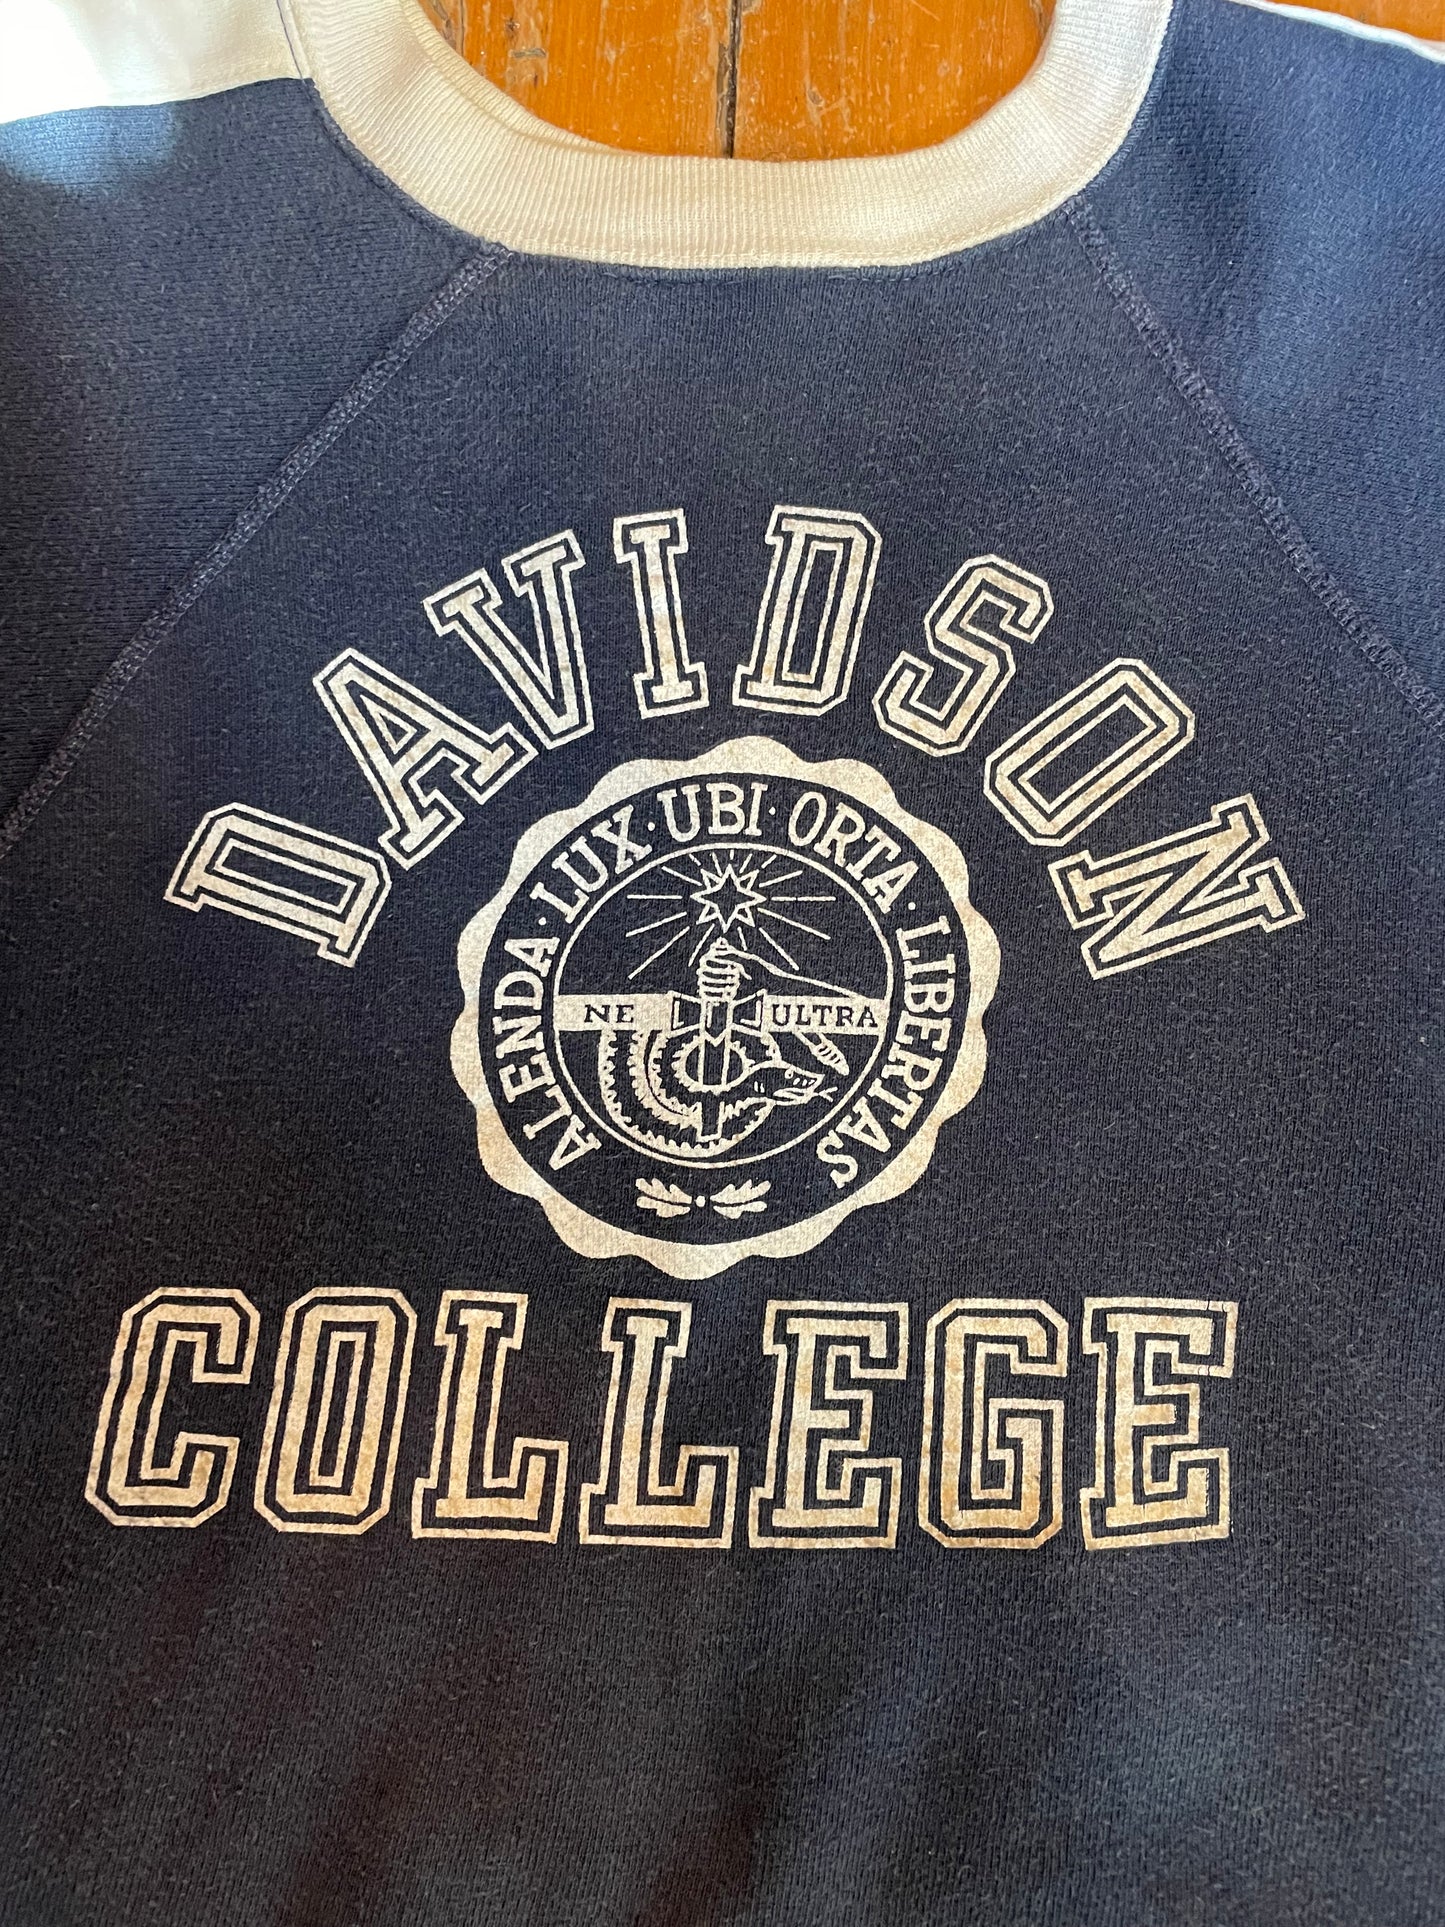 DAVIDSON
ALENDA · LUX · UBI · ORTA · LIBERTAS
NE ULTRA
COLLEGE